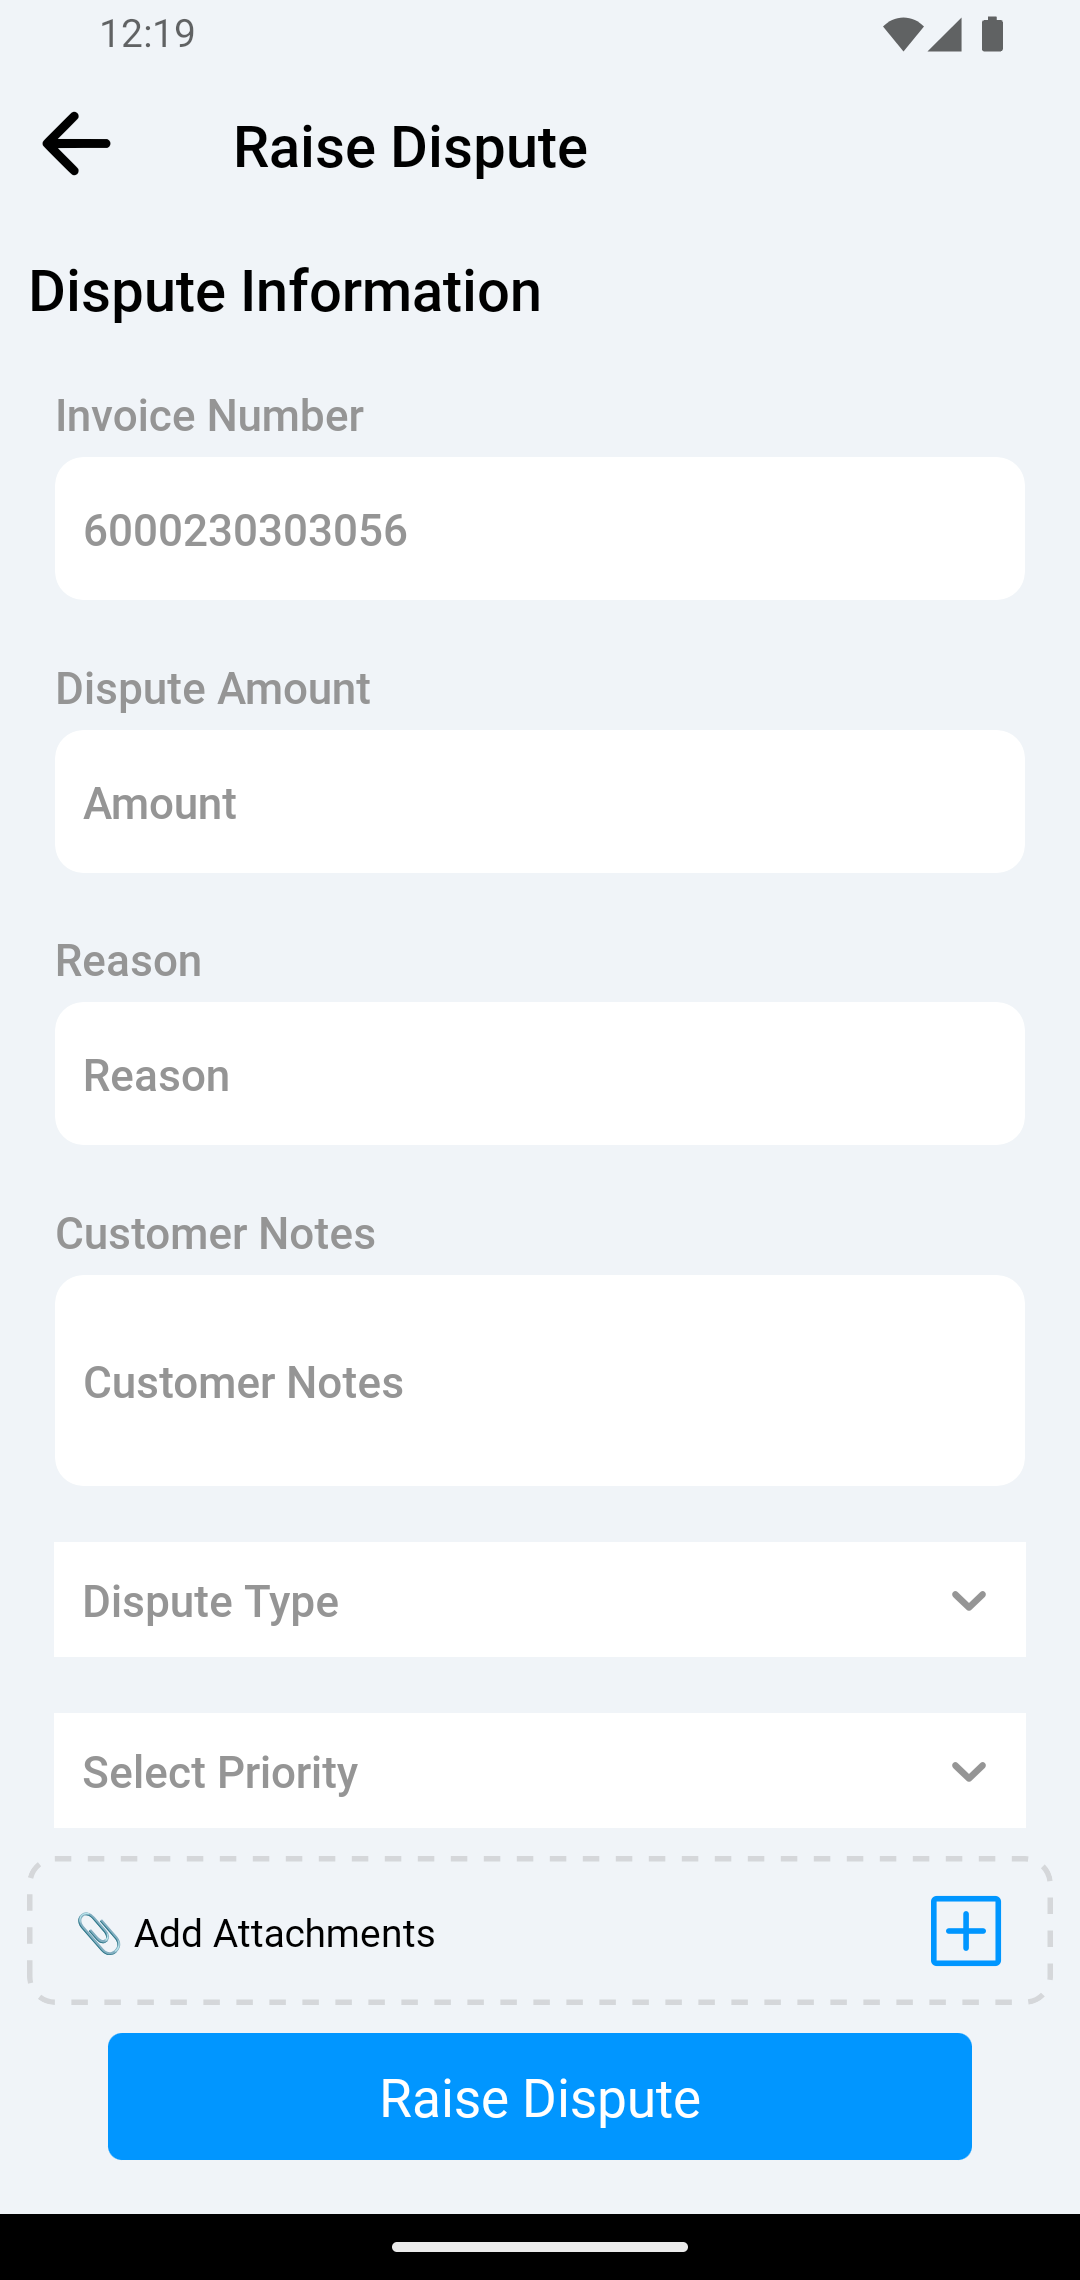 12:19
Raise Dispute
Dispute Information
Invoice Number
6000230303056
Dispute Amount
Amount
Reason
Reason
Customer Notes
Customer Notes
Dispute Type
Select Priority
Add Attachments
Raise Dispute